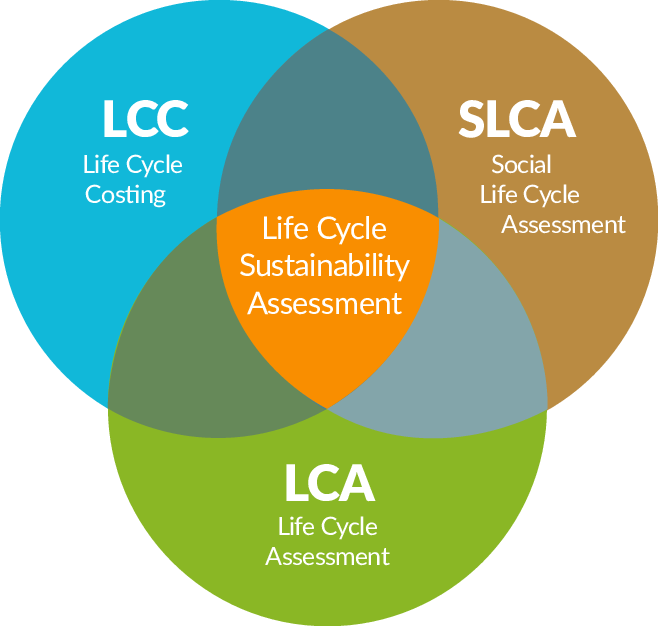 LCC
Life Cycle
Costing
SLCA
Social
Life Cycle
Assessment
Life Cycle
Sustainability
Assessment
LCA
Life Cycle
Assessment